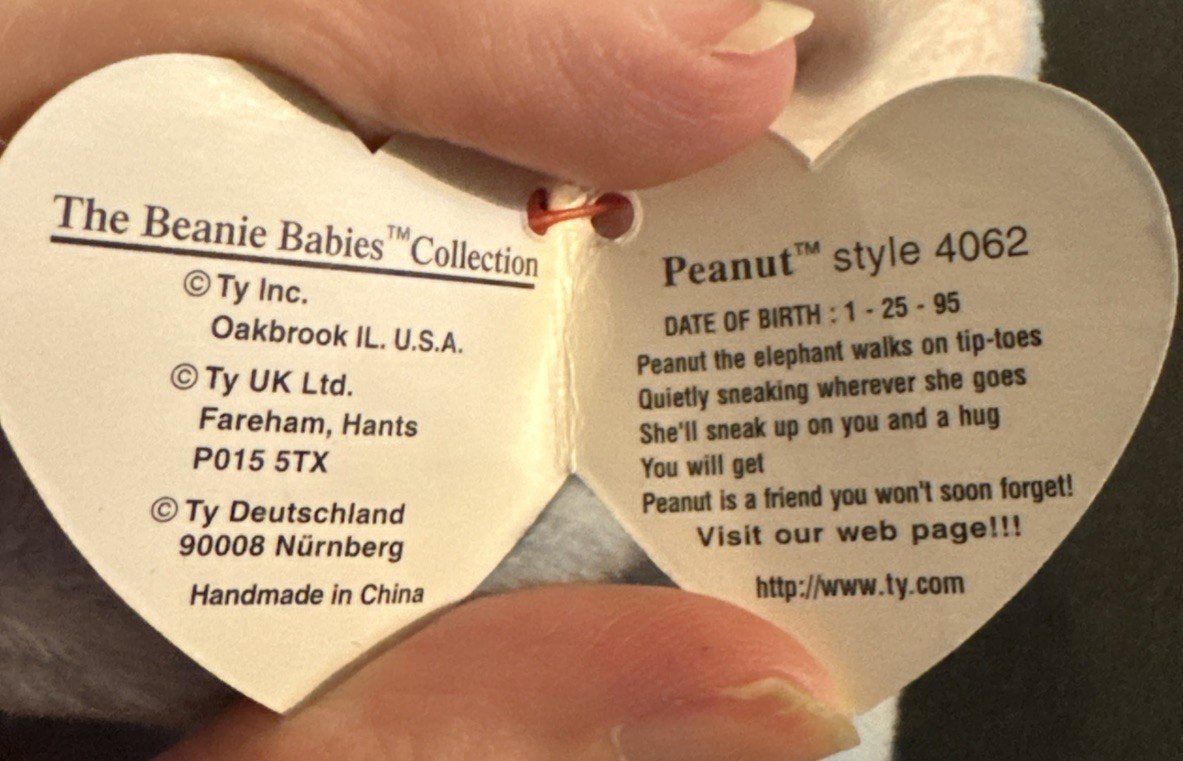 The Beanie Babies™Collection
© Ty Inc.
Oakbrook IL. U.S.A.
© Ty UK Ltd.
Fareham, Hants
P015 5TX
© Ty Deutschland
90008 Nürnberg
Handmade in China
Peanut™ style 4062
DATE OF BIRTH : 1 - 25 - 95
Peanut the elephant walks on tip-toes
Quietly sneaking wherever she goes
She'll sneak up on you and a hug
You will get
Peanut is a friend you won't soon forget!
Visit our web page!!!
http://www.ty.com